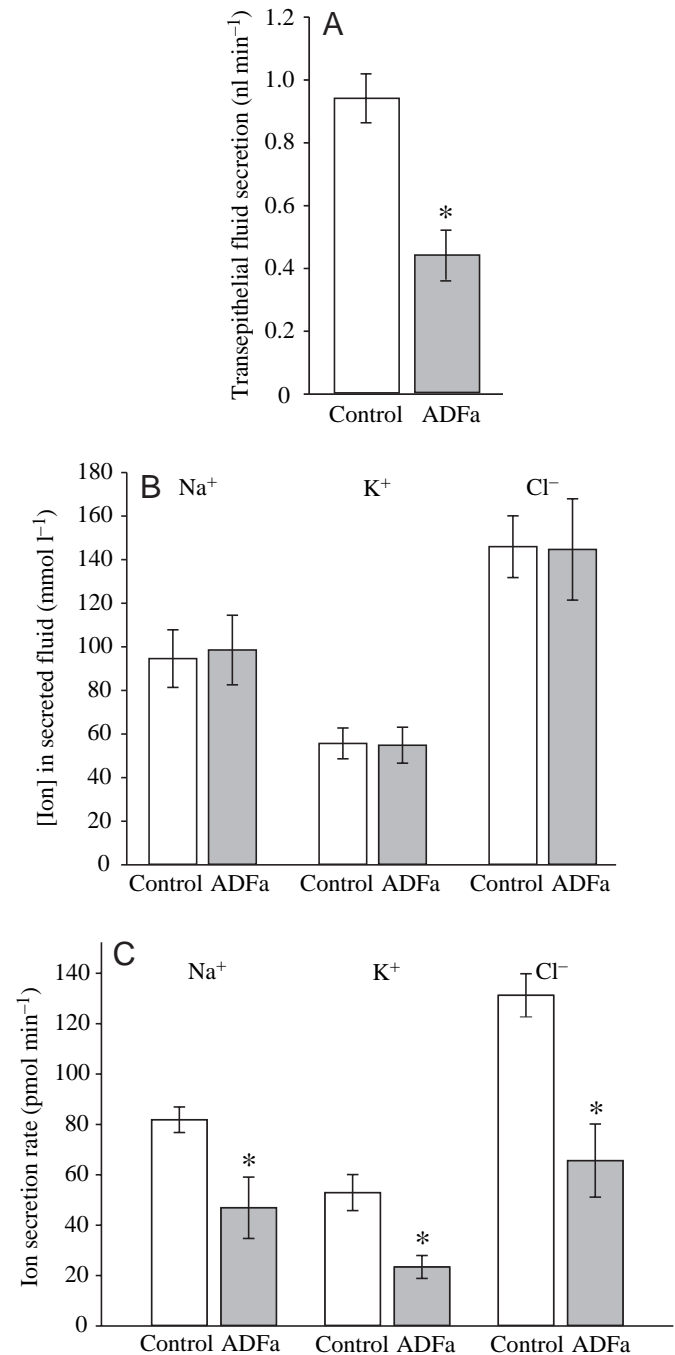 A
Transepithelial fluid secretion (nl min⁻¹)
1.2
1.0
0.8
0.6
0.4
0.2
0
*
Control ADFa
B
[Ion] in secreted fluid (mmol l⁻¹)
180
160
140
120
100
80
60
40
20
0
Na⁺ K⁺ Cl⁻
Control ADFa Control ADFa Control ADFa
C
Ion secretion rate (pmol min⁻¹)
140
120
100
80
60
40
20
0
Na⁺ K⁺ Cl⁻
* * *
Control ADFa Control ADFa Control ADFa